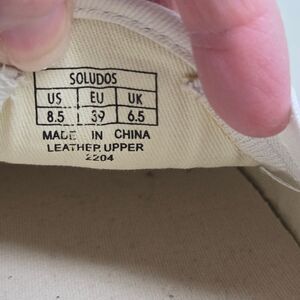 SOLUDOS
US EU UK
8.5 39 6.5
MADE IN CHINA
LEATHER UPPER
2204